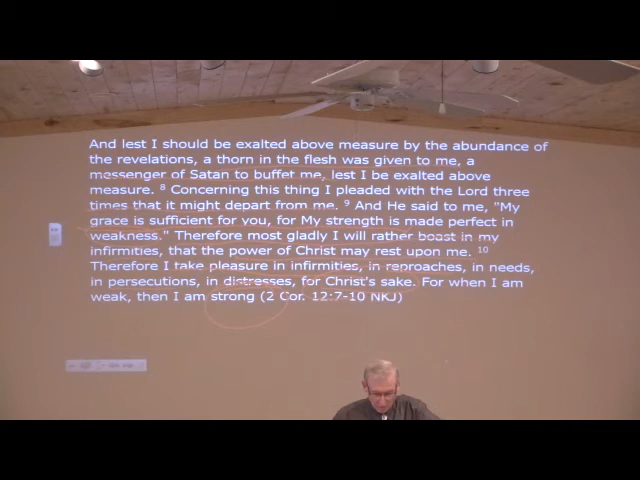 And lest I should be exalted above measure by the abundance of
the revelations, a thorn in the flesh was given to me, a
messenger of Satan to buffet me, lest I be exalted above
measure. 8 Concerning this thing I pleaded with the Lord three
times that it might depart from me. 9 And He said to me, "My
grace is sufficient for you, for My strength is made perfect in
weakness." Therefore most gladly I will rather boast in my
infirmities, that the power of Christ may rest upon me. 10
Therefore I take pleasure in infirmities, in reproaches, in needs,
in persecutions, in distresses, for Christ's sake. For when I am
weak, then I am strong (2 Cor. 12:7-10 NKJ)